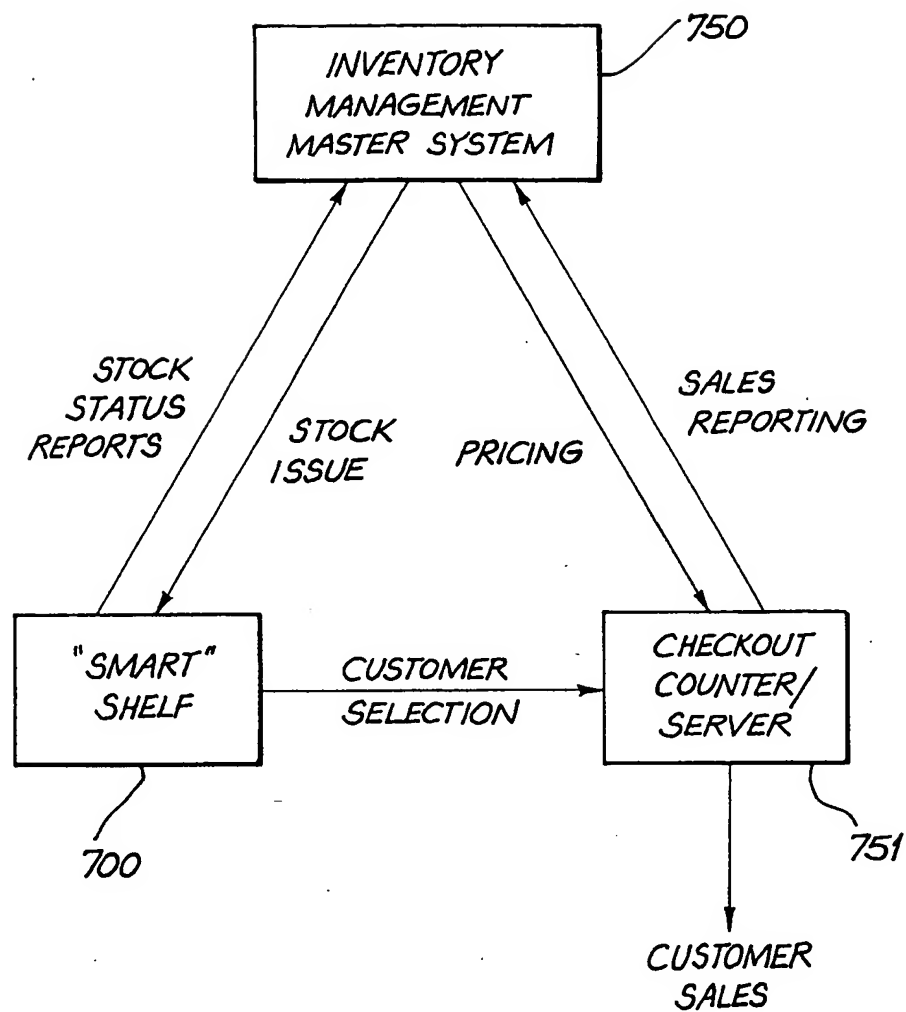 750
INVENTORY
MANAGEMENT
MASTER SYSTEM
STOCK
STATUS
REPORTS
STOCK
ISSUE
PRICING
SALES
REPORTING
"SMART"
SHELF
CUSTOMER
SELECTION
CHECKOUT
COUNTER/
SERVER
700
751
CUSTOMER
SALES